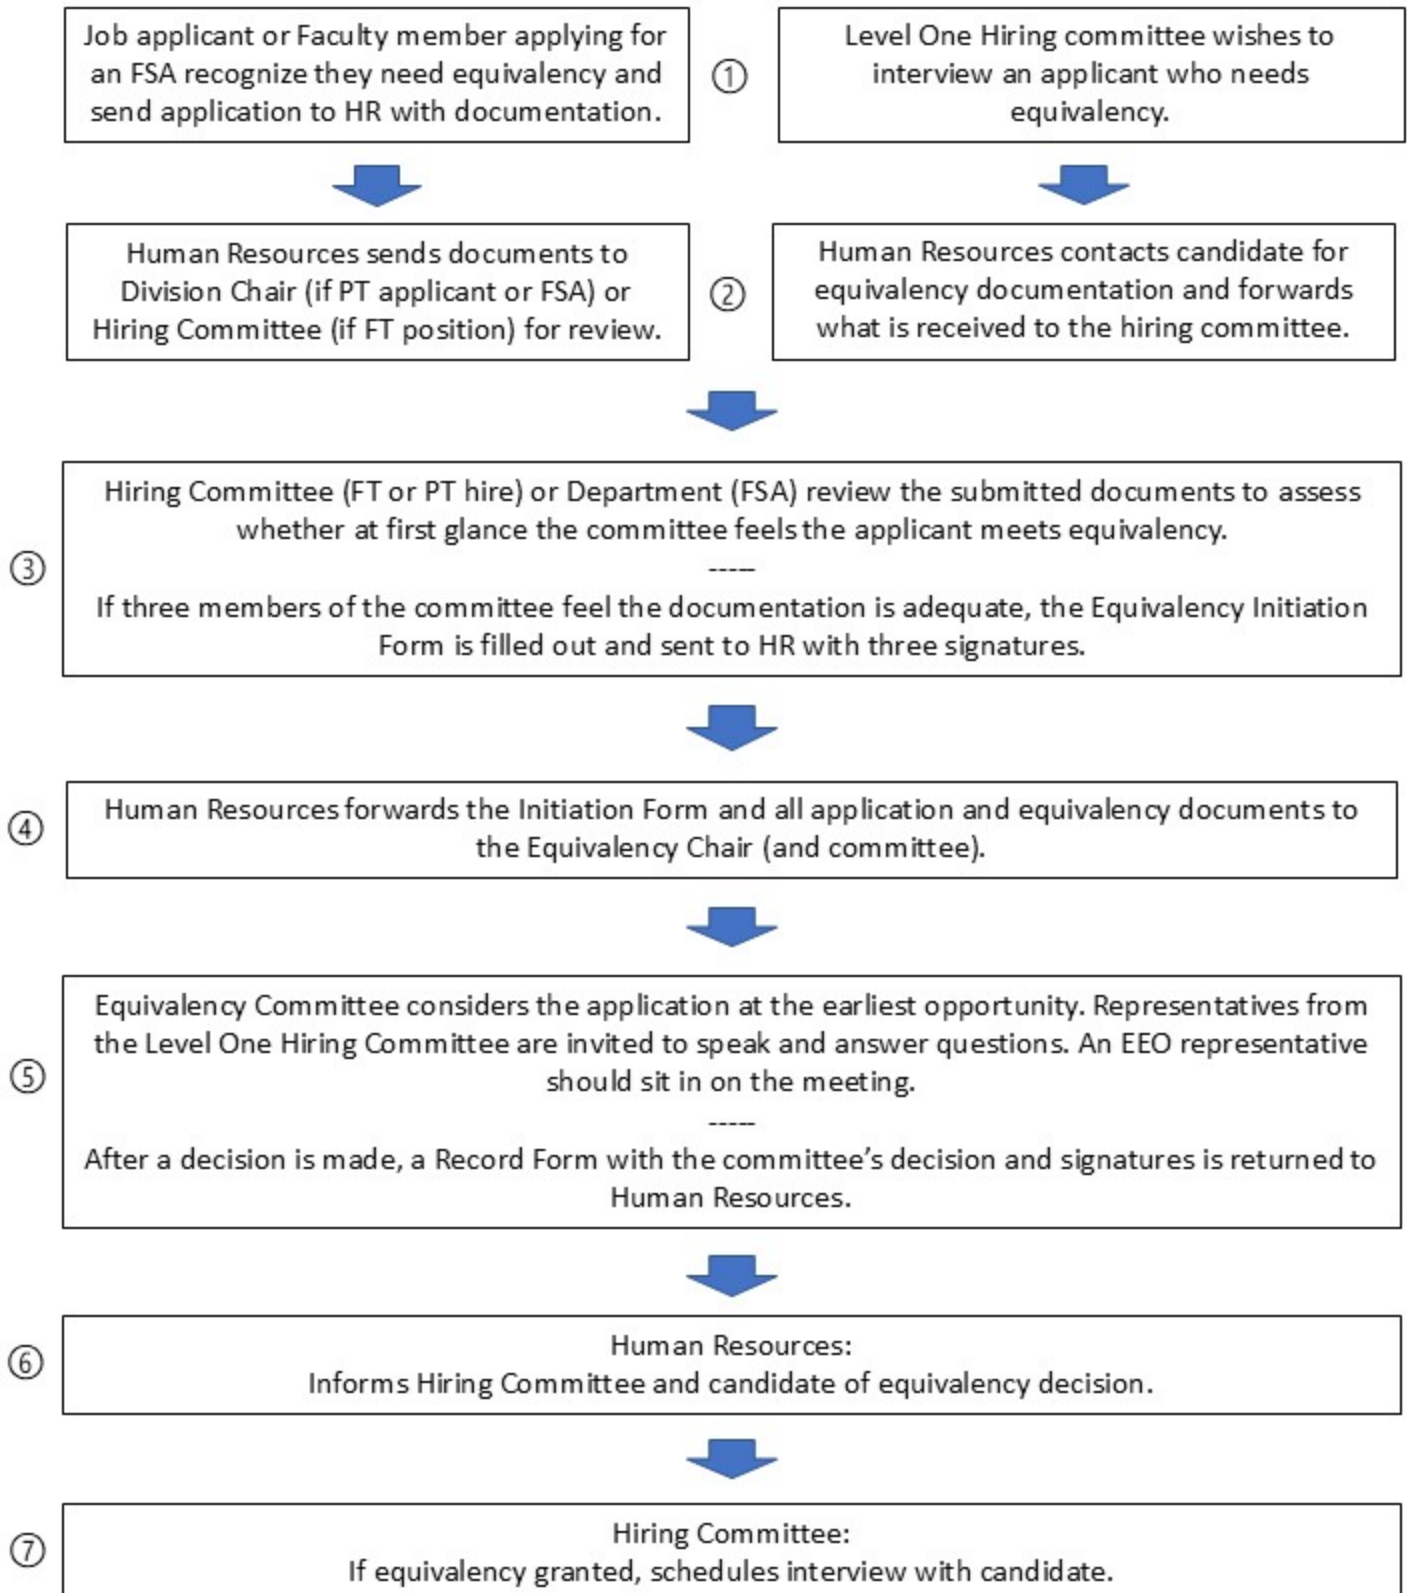 Job applicant or Faculty member applying for
an FSA recognize they need equivalency and
send application to HR with documentation.
①
Level One Hiring committee wishes to
interview an applicant who needs
equivalency.
Human Resources sends documents to
Division Chair (if PT applicant or FSA) or
Hiring Committee (if FT position) for review.
②
Human Resources contacts candidate for
equivalency documentation and forwards
what is received to the hiring committee.
③
Hiring Committee (FT or PT hire) or Department (FSA) review the submitted documents to assess
whether at first glance the committee feels the applicant meets equivalency.
-----
If three members of the committee feel the documentation is adequate, the Equivalency Initiation
Form is filled out and sent to HR with three signatures.
④
Human Resources forwards the Initiation Form and all application and equivalency documents to
the Equivalency Chair (and committee).
⑤
Equivalency Committee considers the application at the earliest opportunity. Representatives from
the Level One Hiring Committee are invited to speak and answer questions. An EEO representative
should sit in on the meeting.
-----
After a decision is made, a Record Form with the committee’s decision and signatures is returned to
Human Resources.
⑥
Human Resources:
Informs Hiring Committee and candidate of equivalency decision.
⑦
Hiring Committee:
If equivalency granted, schedules interview with candidate.